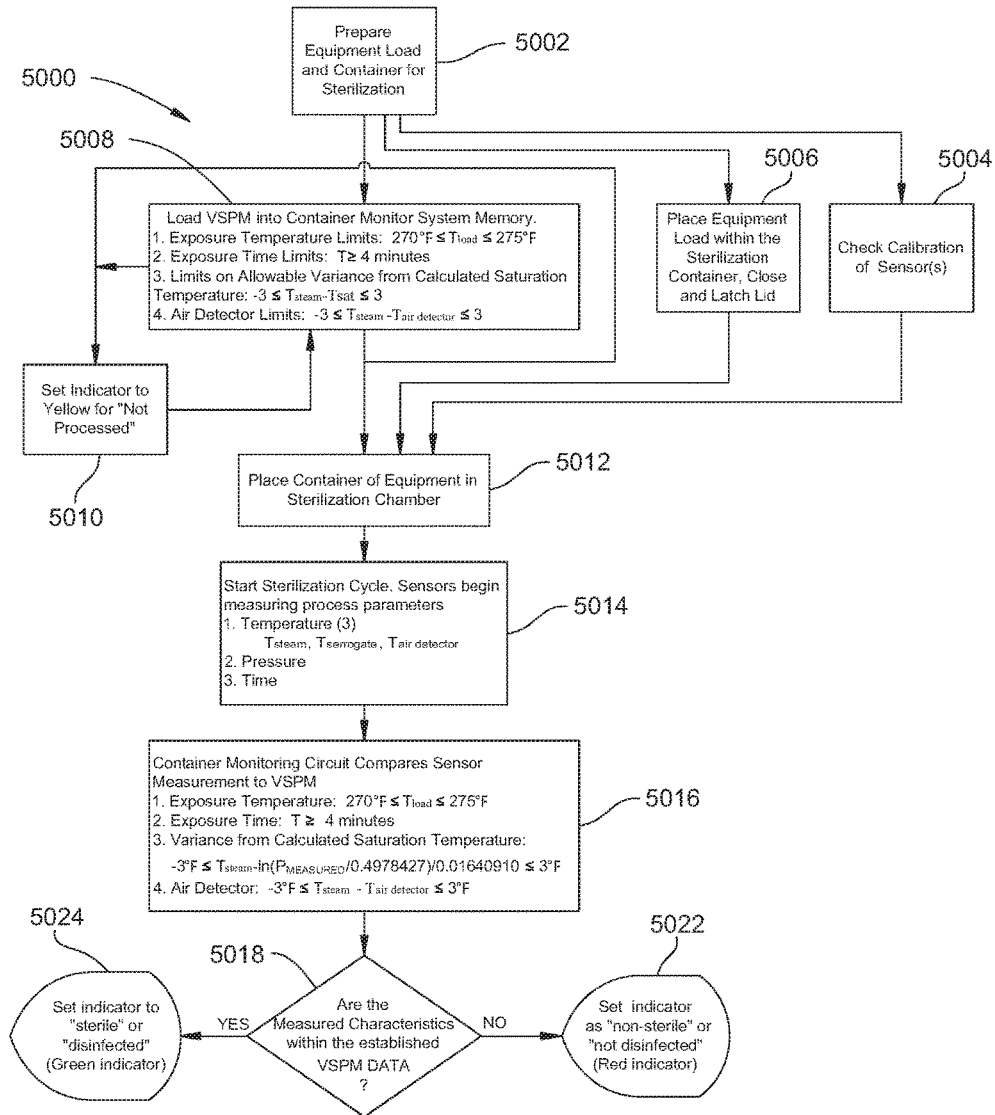 Prepare
Equipment Load
and Container for
Sterilization
5002
5000
5008
5006
5004
Load VSPM into Container Monitor System Memory.
1. Exposure Temperature Limits: 270°F ≤ Tload ≤ 275°F
2. Exposure Time Limits: T≥ 4 minutes
3. Limits on Allowable Variance from Calculated Saturation
Temperature: -3 ≤ Tsteam-Tsat ≤ 3
4. Air Detector Limits: -3 ≤ Tsteam -Tair detector ≤ 3
Place Equipment
Load within the
Sterilization
Container, Close
and Latch Lid
Check Calibration
of Sensor(s)
Set Indicator to
Yellow for "Not
Processed"
5010
Place Container of Equipment in
Sterilization Chamber
5012
Start Sterilization Cycle. Sensors begin
measuring process parameters
1. Temperature (3)
Tsteam, Tserrogate, Tair detector
2. Pressure
3. Time
5014
Container Monitoring Circuit Compares Sensor
Measurement to VSPM
1. Exposure Temperature: 270°F ≤ Tload ≤ 275°F
2. Exposure Time: T ≥ 4 minutes
3. Variance from Calculated Saturation Temperature:
-3°F ≤ Tsteam-ln(PMEASURED/0.4978427)/0.01640910 ≤ 3°F
4. Air Detector: -3°F ≤ Tsteam - Tair detector ≤ 3°F
5016
5024
5018
5022
Set indicator to
"sterile" or
"disinfected"
(Green indicator)
YES
Are the
Measured Characteristics
within the established
VSPM DATA
?
NO
Set indicator
as "non-sterile" or
"not disinfected"
(Red indicator)